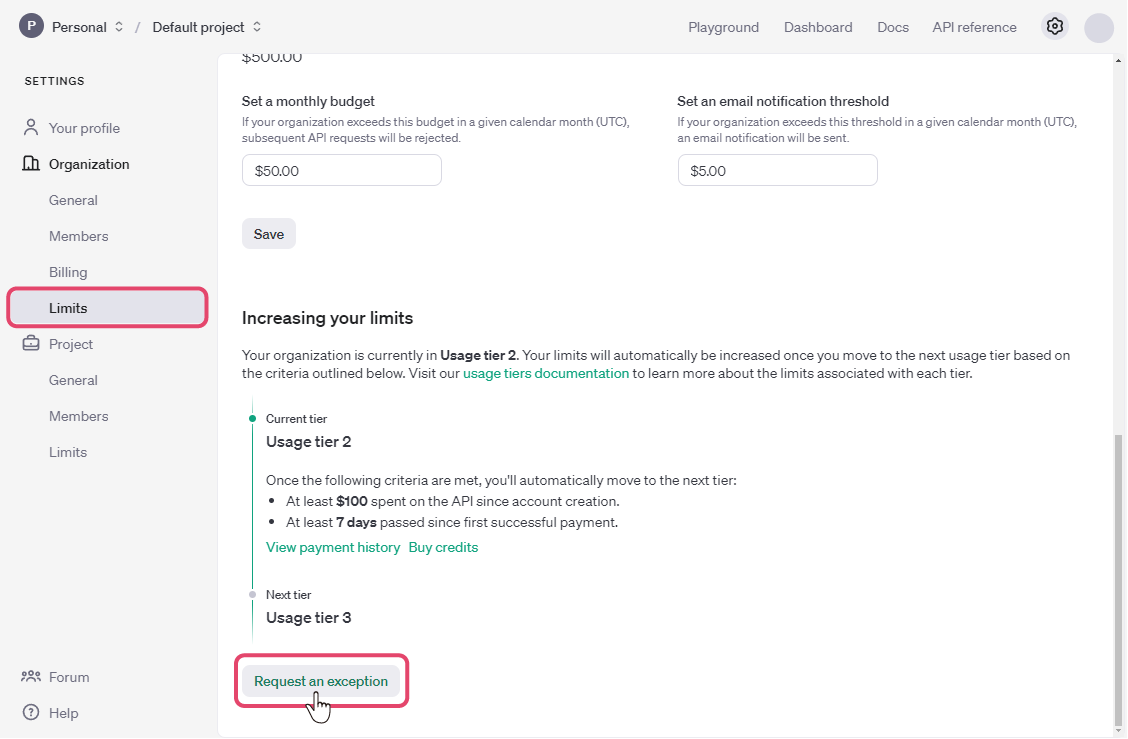 P Personal / Default project
Playground Dashboard Docs API reference
SETTINGS
Your profile
Organization
General
Members
Billing
Limits
Project
General
Members
Limits
Forum
Help
$500.00
Set a monthly budget
If your organization exceeds this budget in a given calendar month (UTC),
subsequent API requests will be rejected.
$50.00
Set an email notification threshold
If your organization exceeds this threshold in a given calendar month (UTC),
an email notification will be sent.
$5.00
Save
Increasing your limits
Your organization is currently in Usage tier 2. Your limits will automatically be increased once you move to the next usage tier based on
the criteria outlined below. Visit our usage tiers documentation to learn more about the limits associated with each tier.
Current tier
Usage tier 2
Once the following criteria are met, you'll automatically move to the next tier:
• At least $100 spent on the API since account creation.
• At least 7 days passed since first successful payment.
View payment history Buy credits
Next tier
Usage tier 3
Request an exception